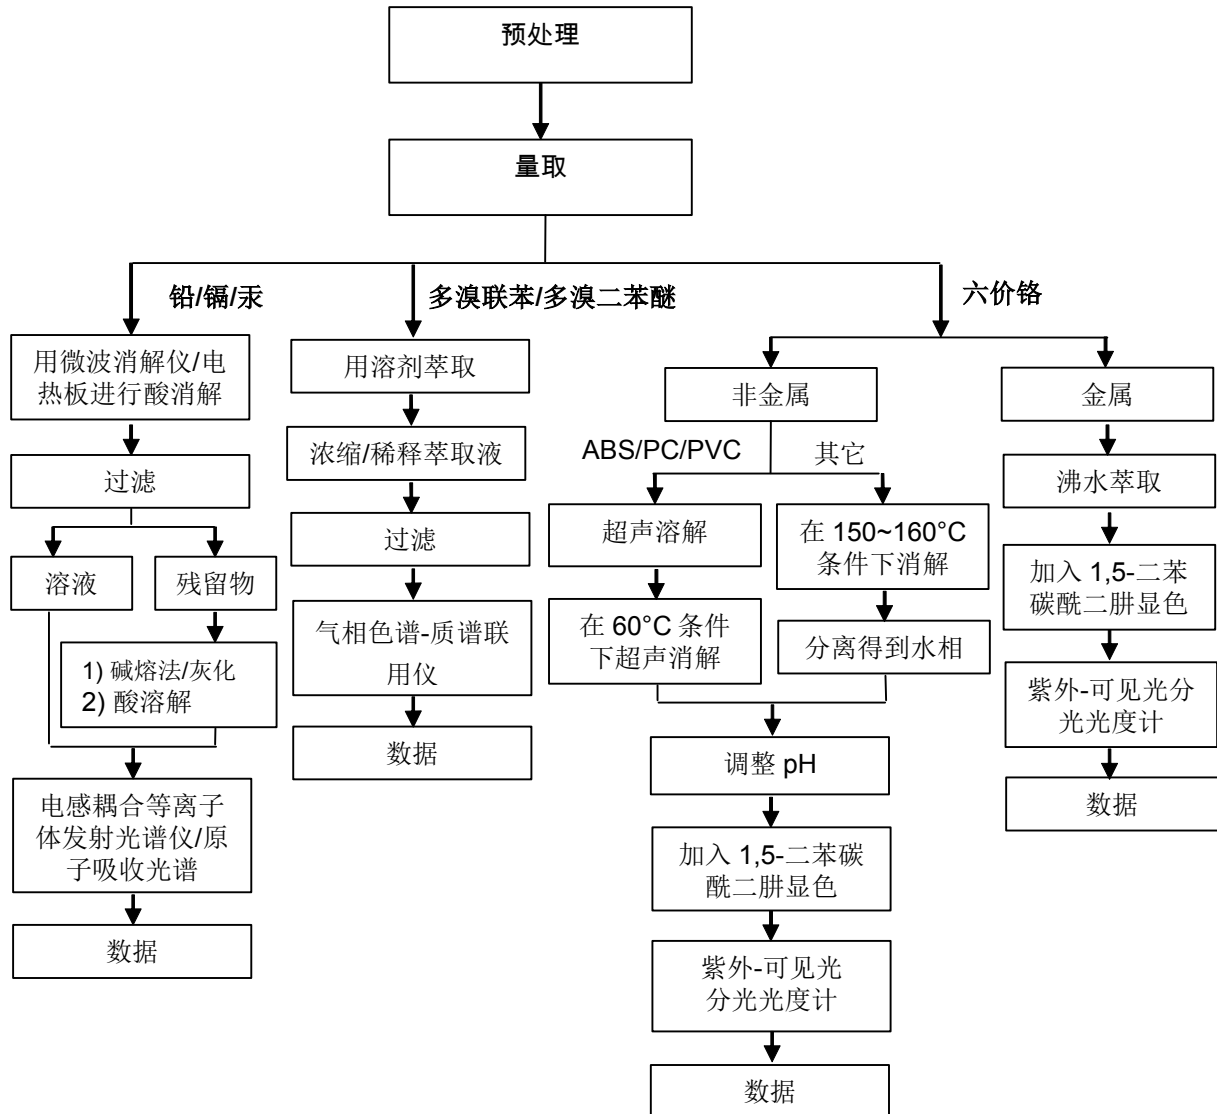 预处理
量取
铅/镉/汞
多溴联苯/多溴二苯醚
六价铬
用微波消解仪/电
热板进行酸消解
过滤
溶液
残留物
1) 碱熔法/灰化
2) 酸溶解
电感耦合等离子
体发射光谱仪/原
子吸收光谱
数据
用溶剂萃取
浓缩/稀释萃取液
过滤
气相色谱-质谱联
用仪
数据
非金属
ABS/PC/PVC
其它
超声溶解
在 60°C 条件
下超声消解
在 150~160°C
条件下消解
分离得到水相
调整 pH
加入 1,5-二苯碳
酰二肼显色
紫外-可见光
分光光度计
数据
金属
沸水萃取
加入 1,5-二苯
碳酰二肼显色
紫外-可见光分
光光度计
数据